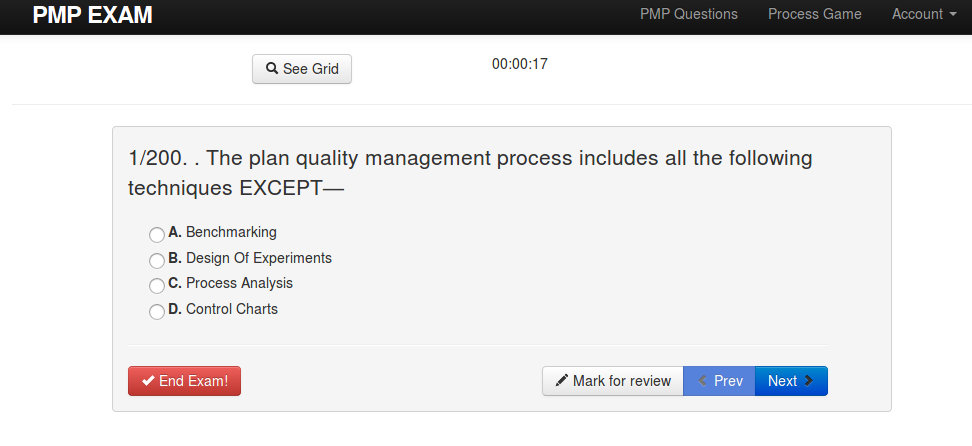 PMP EXAM
PMP Questions Process Game Account
See Grid
00:00:17
1/200. . The plan quality management process includes all the following
techniques EXCEPT—
A. Benchmarking
B. Design Of Experiments
C. Process Analysis
D. Control Charts
End Exam! Mark for review Prev Next